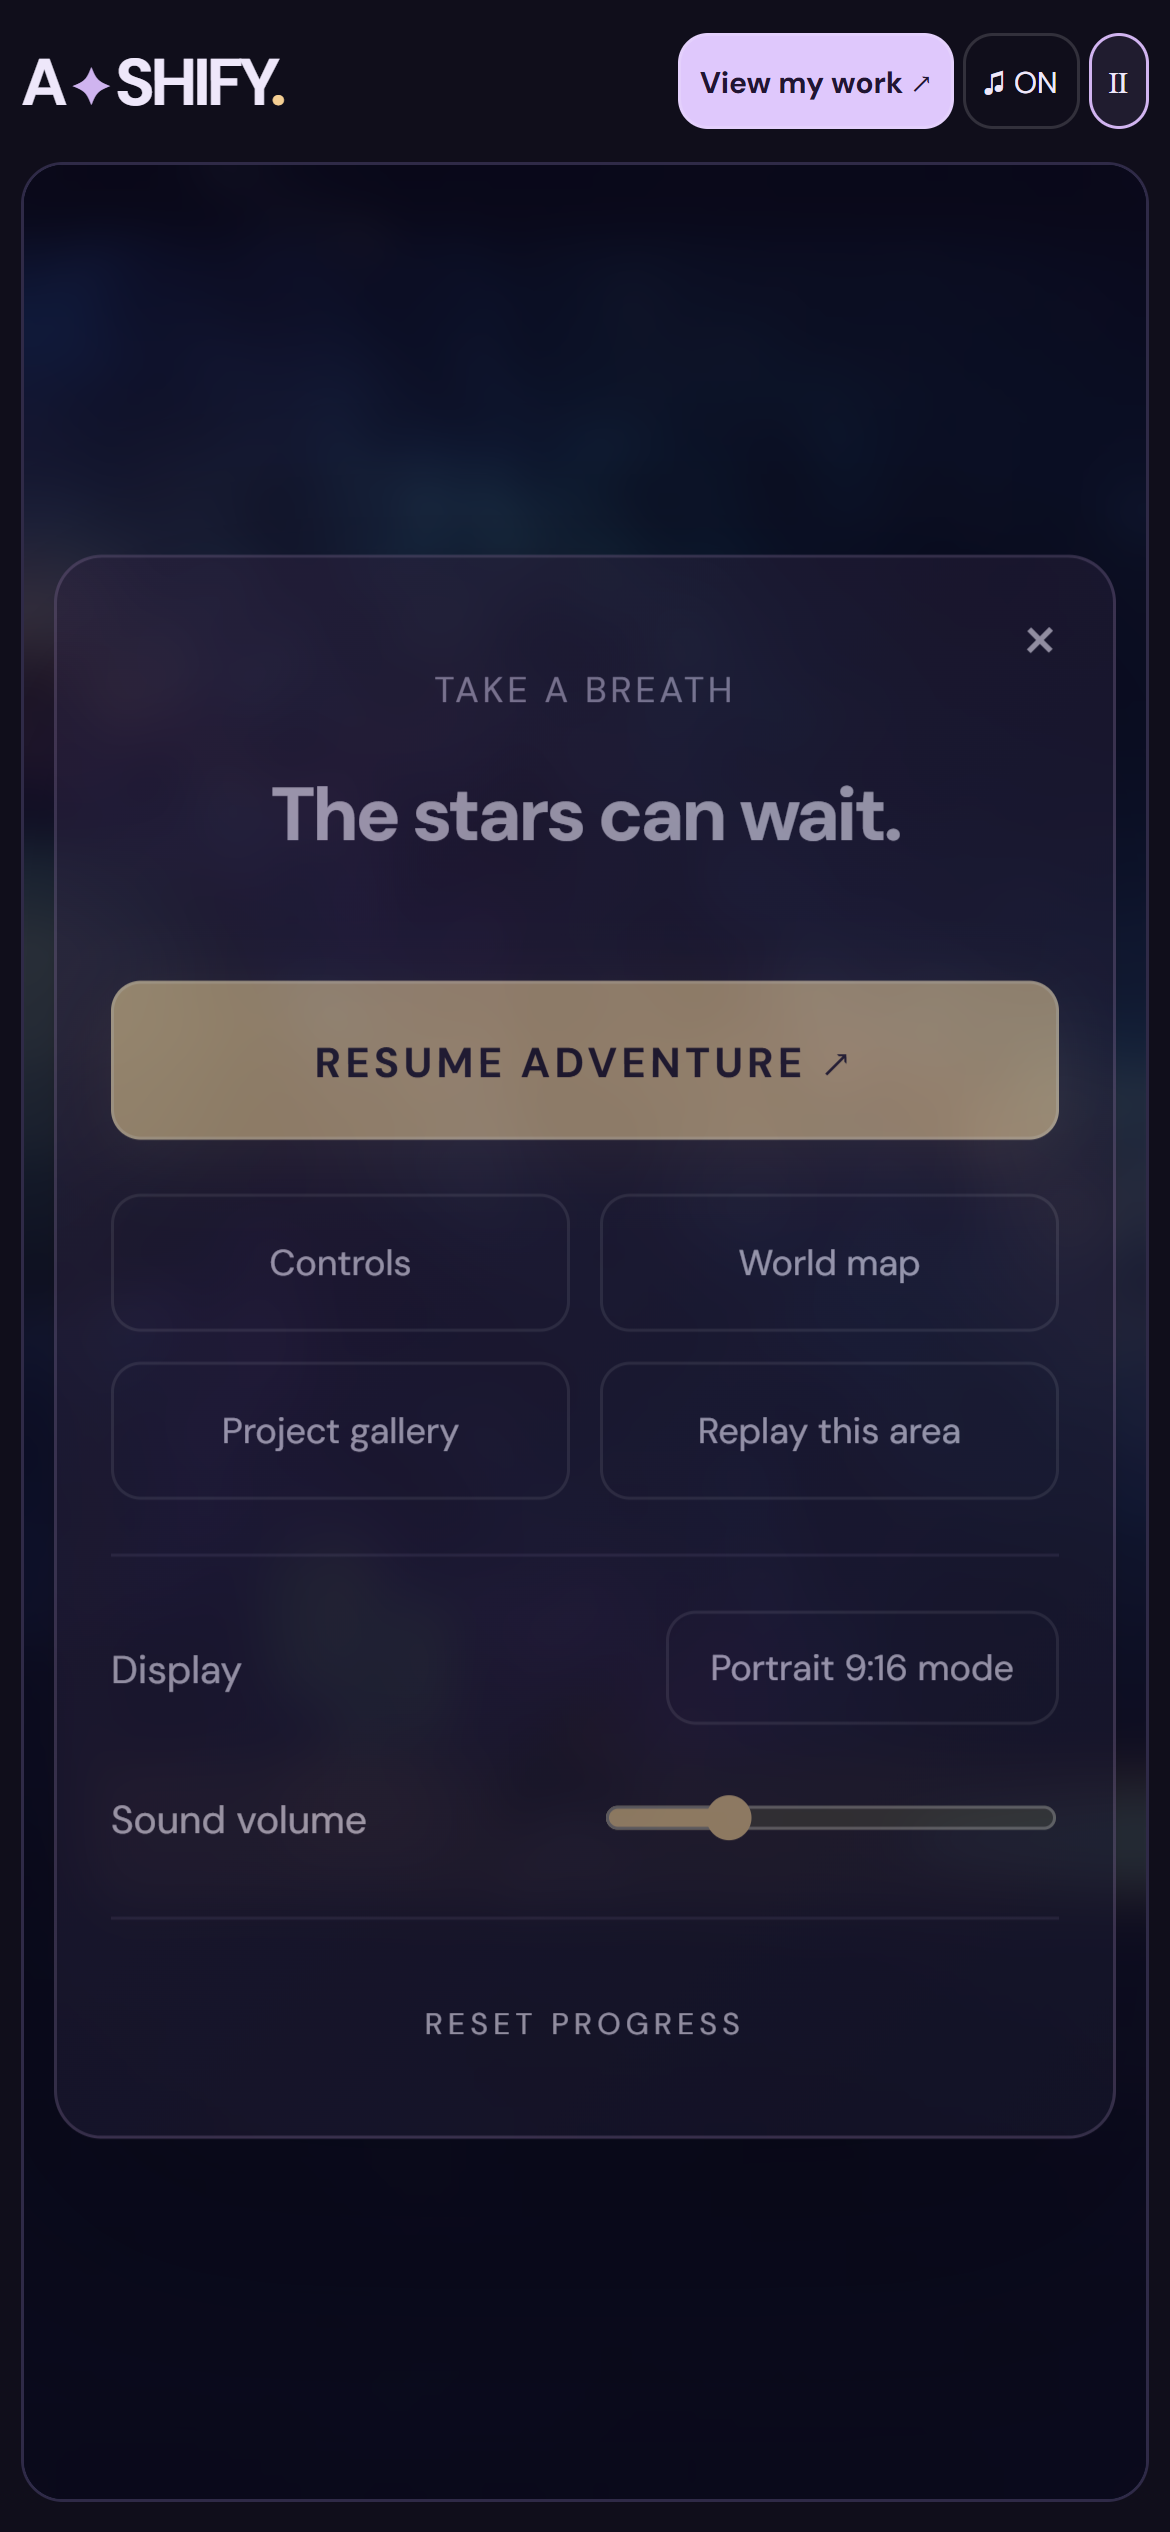 A✦SHIFY.
View my work ↗
♫ ON
II
×
TAKE A BREATH
The stars can wait.
RESUME ADVENTURE ↗
Controls
World map
Project gallery
Replay this area
Display
Portrait 9:16 mode
Sound volume
RESET PROGRESS